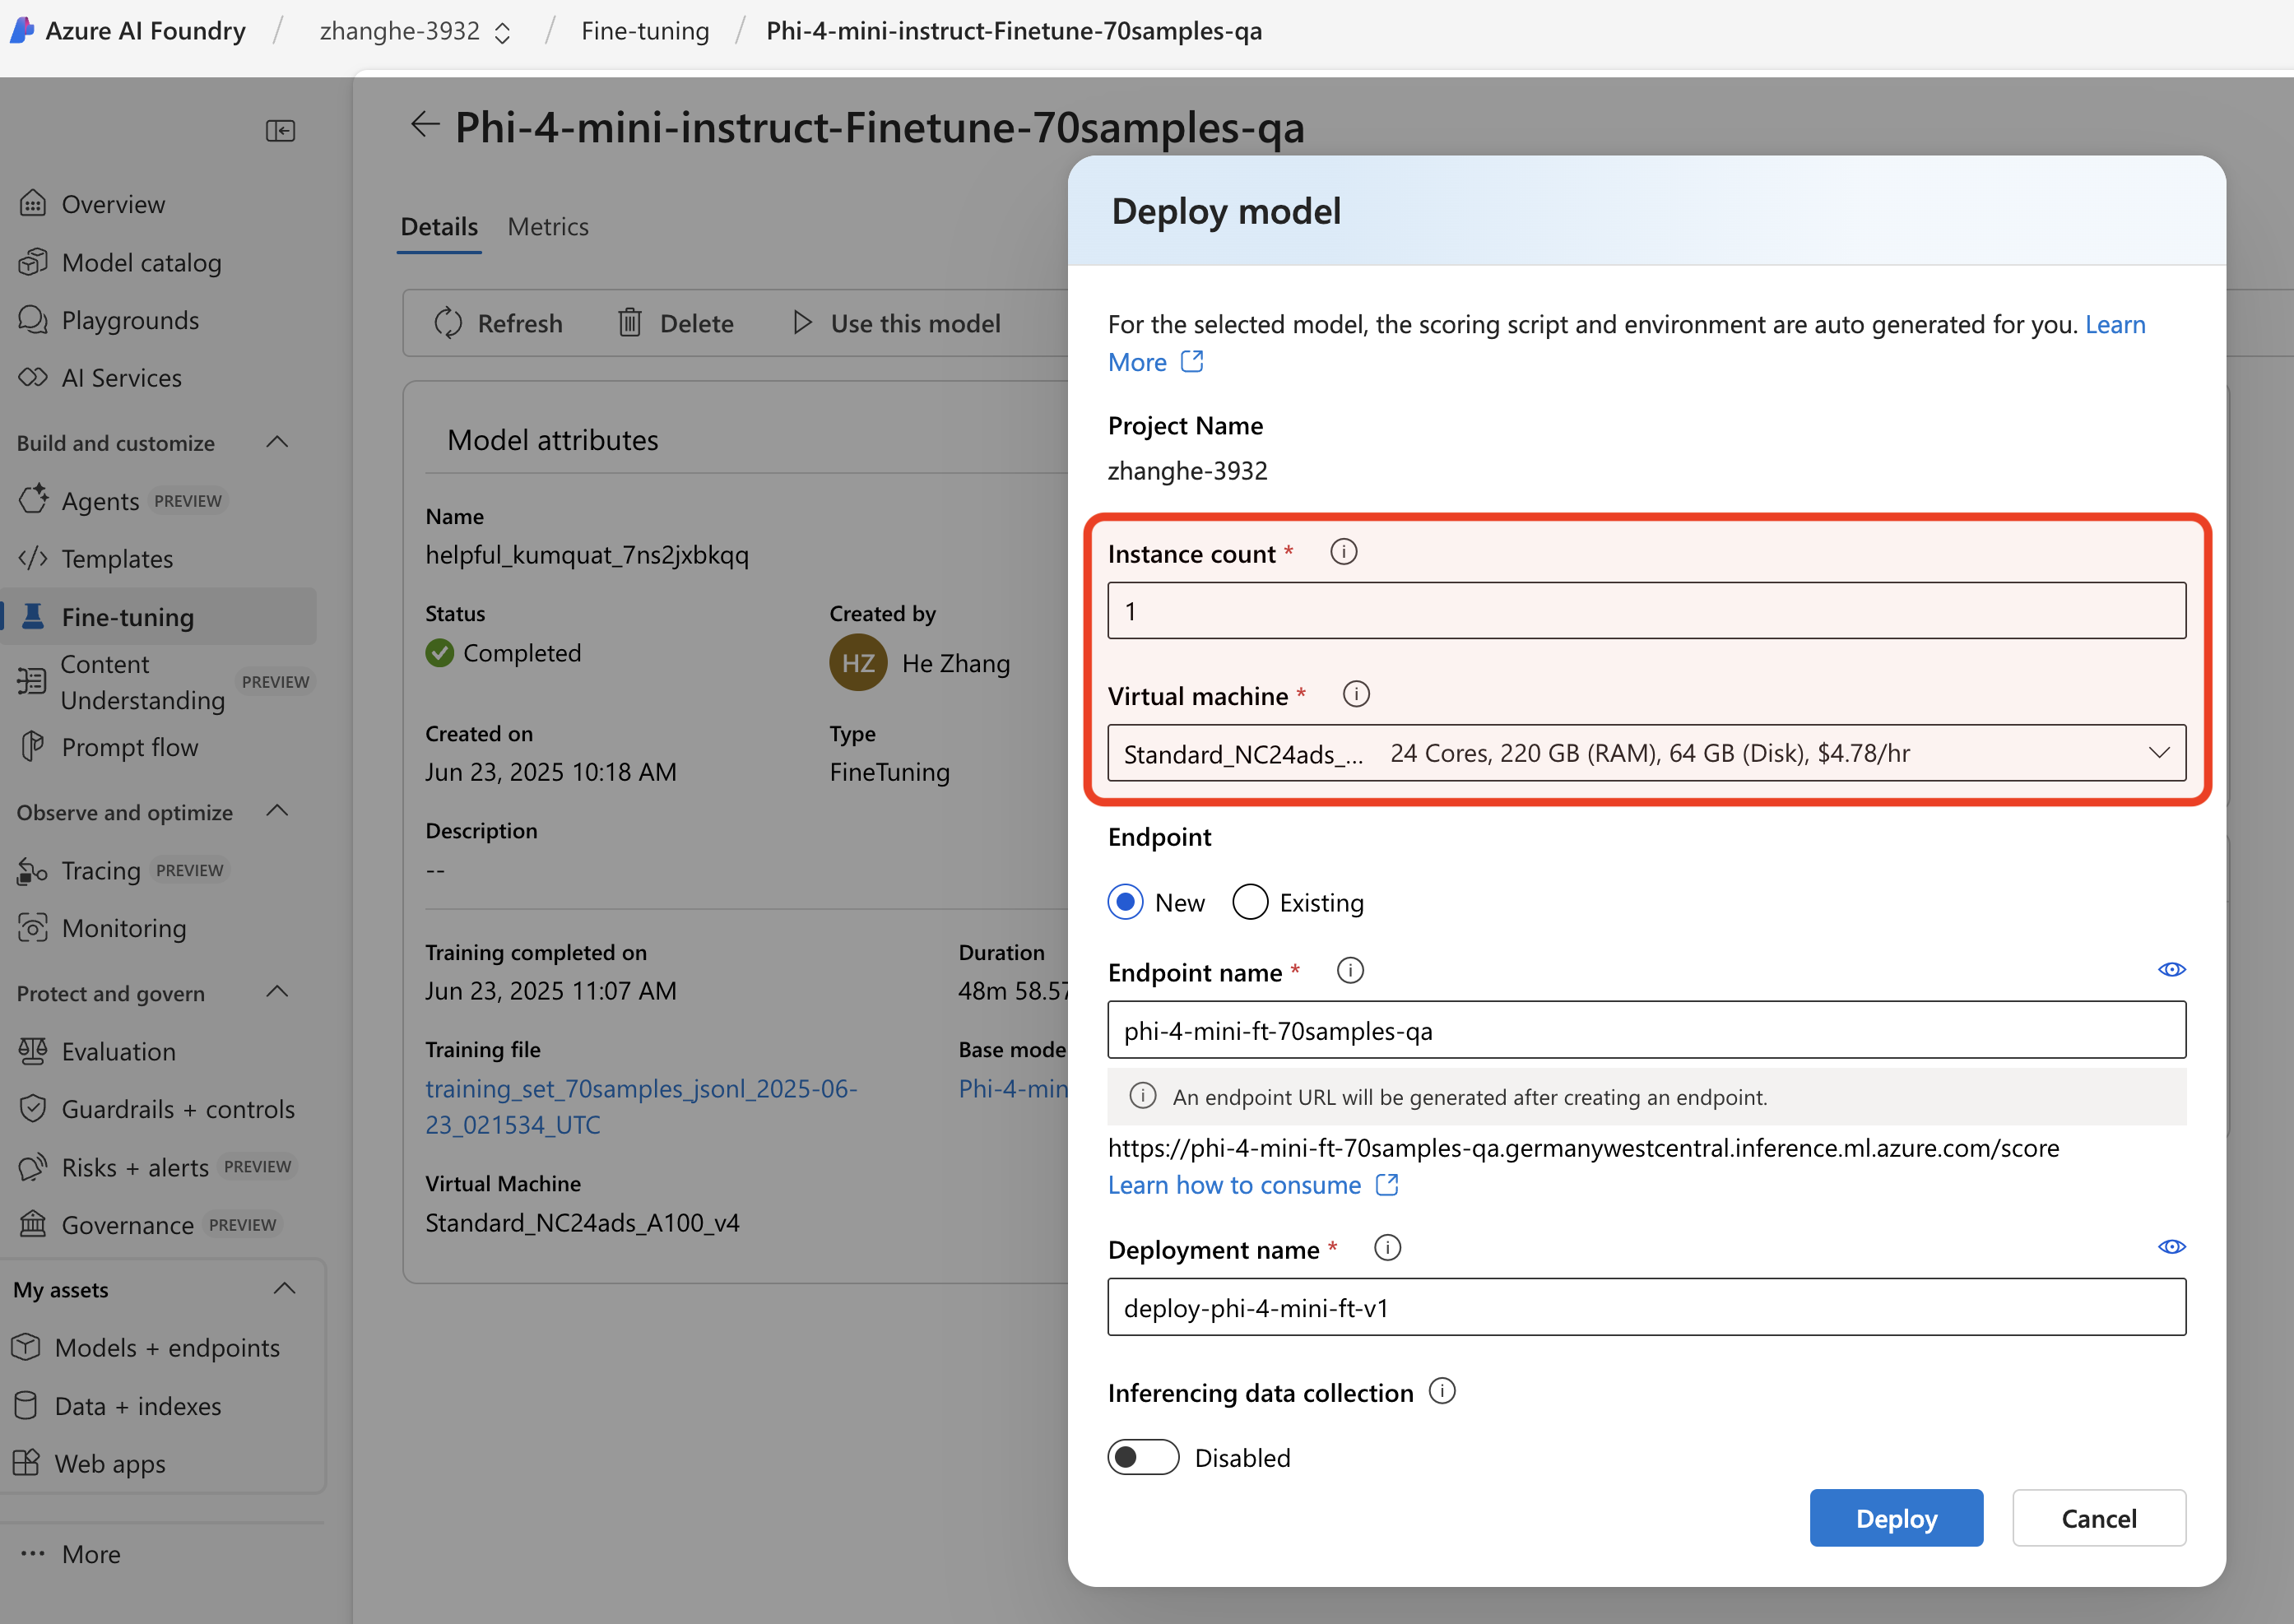 Azure AI Foundry / zhanghe-3932 / Fine-tuning / Phi-4-mini-instruct-Finetune-70samples-qa
Overview
Model catalog
Playgrounds
AI Services
Build and customize
Agents PREVIEW
Templates
Fine-tuning
Content
Understanding PREVIEW
Prompt flow
Observe and optimize
Tracing PREVIEW
Monitoring
Protect and govern
Evaluation
Guardrails + controls
Risks + alerts PREVIEW
Governance PREVIEW
My assets
Models + endpoints
Data + indexes
Web apps
More
Phi-4-mini-instruct-Finetune-70samples-qa
Details Metrics
Refresh Delete Use this model
Model attributes
Name
helpful_kumquat_7ns2jxbkqq
Status Created by
Completed HZ He Zhang
Created on Type
Jun 23, 2025 10:18 AM FineTuning
Description
--
Training completed on Duration
Jun 23, 2025 11:07 AM 48m 58.57
Training file Base mode
training_set_70samples_jsonl_2025-06- Phi-4-min
23_021534_UTC
Virtual Machine
Standard_NC24ads_A100_v4
Deploy model
For the selected model, the scoring script and environment are auto generated for you. Learn
More
Project Name
zhanghe-3932
Instance count *
1
Virtual machine *
Standard_NC24ads_... 24 Cores, 220 GB (RAM), 64 GB (Disk), $4.78/hr
Endpoint
New Existing
Endpoint name *
phi-4-mini-ft-70samples-qa
An endpoint URL will be generated after creating an endpoint.
https://phi-4-mini-ft-70samples-qa.germanywestcentral.inference.ml.azure.com/score
Learn how to consume
Deployment name *
deploy-phi-4-mini-ft-v1
Inferencing data collection
Disabled
Deploy Cancel